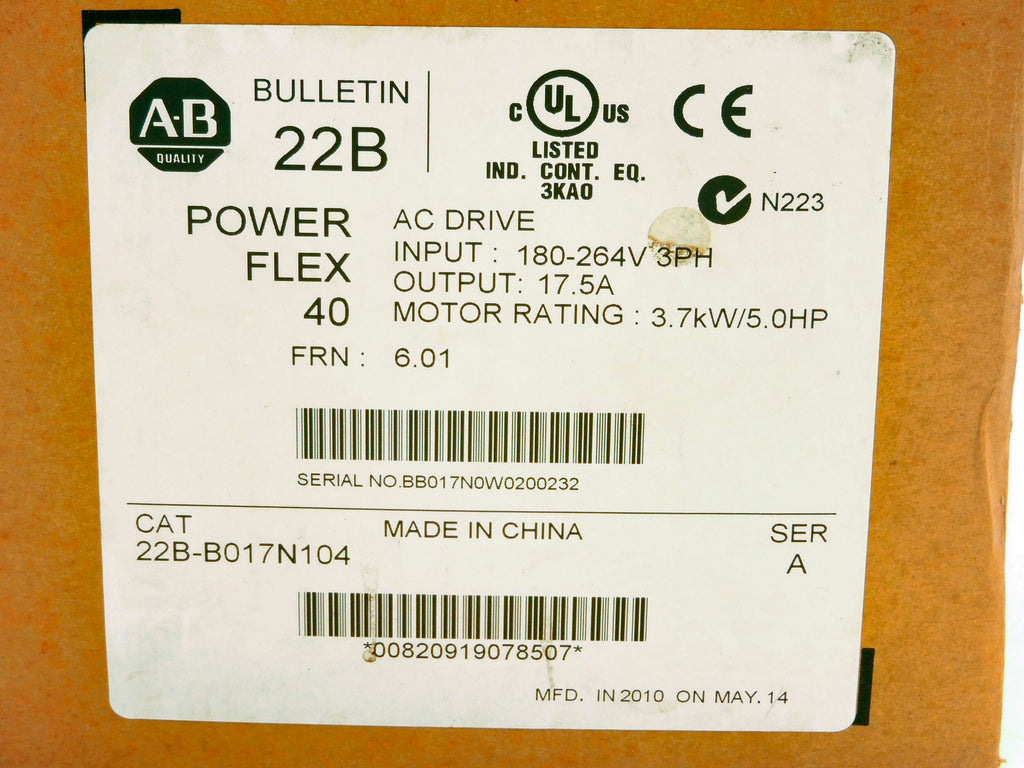 A-B
QUALITY
BULLETIN
22B
C UL US
LISTED
IND. CONT. EQ.
3KA0
CE
N223
POWER
FLEX
40
AC DRIVE
INPUT : 180-264V 3PH
OUTPUT: 17.5A
MOTOR RATING : 3.7kW/5.0HP
FRN : 6.01
SERIAL NO.BB017N0W0200232
CAT
22B-B017N104
MADE IN CHINA
SER
A
*00820919078507*
MFD. IN 2010 ON MAY. 14